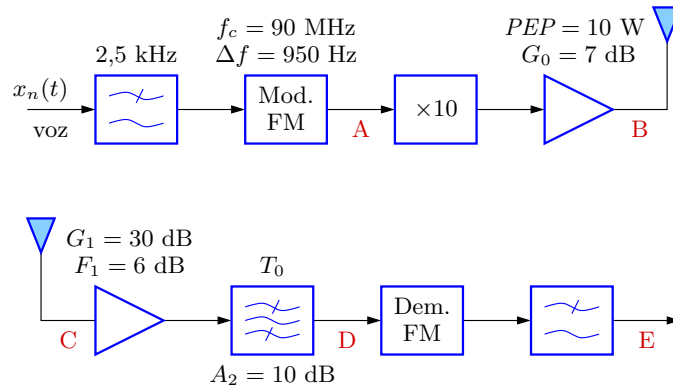 f_c = 90 MHz
PEP = 10 W
2,5 kHz
Δf = 950 Hz
G_0 = 7 dB
x_n(t)
voz
Mod.
FM
A
×10
B
G_1 = 30 dB
F_1 = 6 dB
T_0
C
A_2 = 10 dB
D
Dem.
FM
E